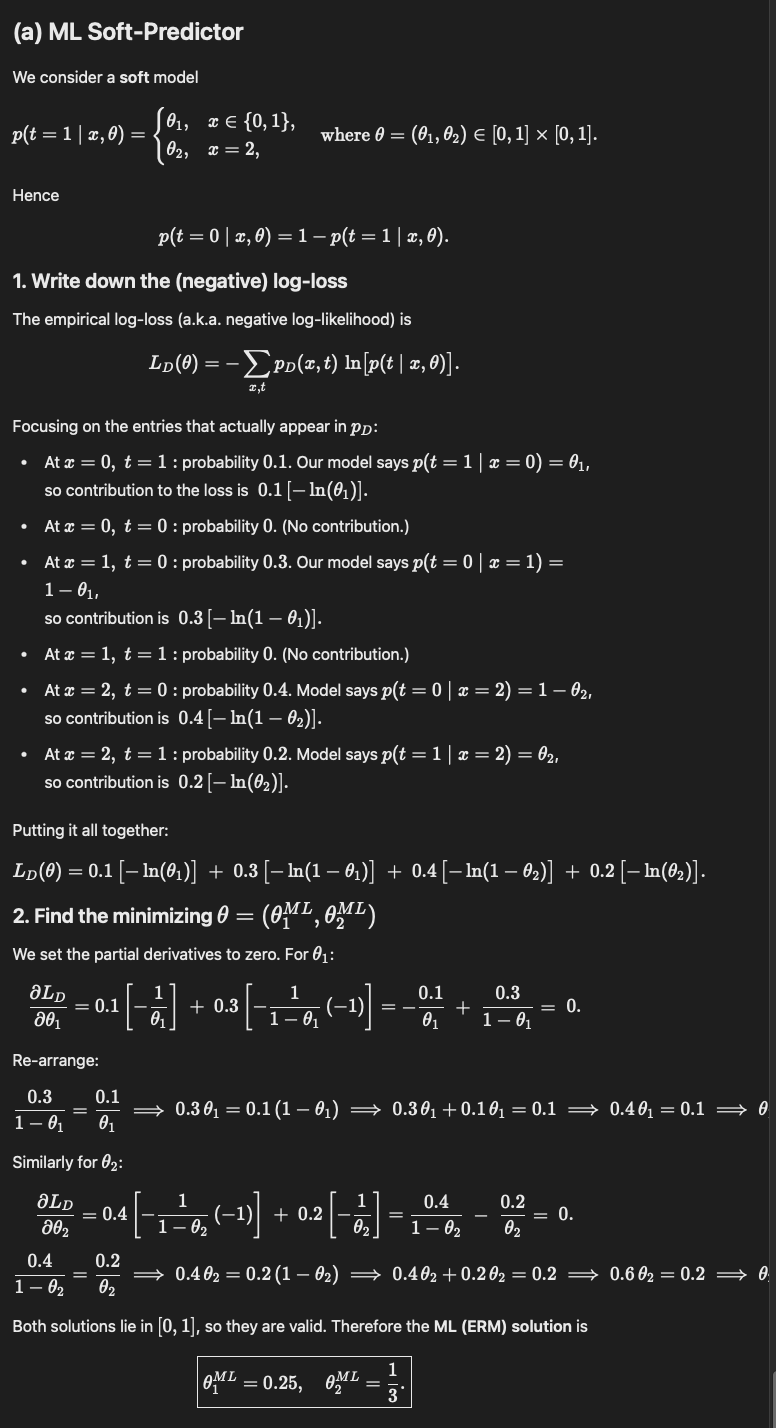 (a) ML Soft-Predictor
We consider a soft model
p(t = 1 | x, θ) = { θ₁, x ∈ {0, 1}, θ₂, x = 2, where θ = (θ₁, θ₂) ∈ [0, 1] × [0, 1].
Hence
p(t = 0 | x, θ) = 1 − p(t = 1 | x, θ).
1. Write down the (negative) log-loss
The empirical log-loss (a.k.a. negative log-likelihood) is
L_D(θ) = − ∑_{x,t} p_D(x, t) ln[p(t | x, θ)].
Focusing on the entries that actually appear in p_D:
• At x = 0, t = 1 : probability 0.1. Our model says p(t = 1 | x = 0) = θ₁,
so contribution to the loss is 0.1 [− ln(θ₁)].
• At x = 0, t = 0 : probability 0. (No contribution.)
• At x = 1, t = 0 : probability 0.3. Our model says p(t = 0 | x = 1) =
1 − θ₁,
so contribution is 0.3 [− ln(1 − θ₁)].
• At x = 1, t = 1 : probability 0. (No contribution.)
• At x = 2, t = 0 : probability 0.4. Model says p(t = 0 | x = 2) = 1 − θ₂,
so contribution is 0.4 [− ln(1 − θ₂)].
• At x = 2, t = 1 : probability 0.2. Model says p(t = 1 | x = 2) = θ₂,
so contribution is 0.2 [− ln(θ₂)].
Putting it all together:
L_D(θ) = 0.1 [− ln(θ₁)] + 0.3 [− ln(1 − θ₁)] + 0.4 [− ln(1 − θ₂)] + 0.2 [− ln(θ₂)].
2. Find the minimizing θ = (θ₁^{ML}, θ₂^{ML})
We set the partial derivatives to zero. For θ₁:
∂L_D/∂θ₁ = 0.1 [− 1/θ₁] + 0.3 [− 1/(1 − θ₁) (−1)] = − 0.1/θ₁ + 0.3/(1 − θ₁) = 0.
Re-arrange:
0.3/(1 − θ₁) = 0.1/θ₁ ⟹ 0.3 θ₁ = 0.1 (1 − θ₁) ⟹ 0.3 θ₁ + 0.1 θ₁ = 0.1 ⟹ 0.4 θ₁ = 0.1 ⟹ θ
Similarly for θ₂:
∂L_D/∂θ₂ = 0.4 [− 1/(1 − θ₂) (−1)] + 0.2 [− 1/θ₂] = 0.4/(1 − θ₂) − 0.2/θ₂ = 0.
0.4/(1 − θ₂) = 0.2/θ₂ ⟹ 0.4 θ₂ = 0.2 (1 − θ₂) ⟹ 0.4 θ₂ + 0.2 θ₂ = 0.2 ⟹ 0.6 θ₂ = 0.2 ⟹ θ
Both solutions lie in [0, 1], so they are valid. Therefore the ML (ERM) solution is
θ₁^{ML} = 0.25, θ₂^{ML} = 1/3.